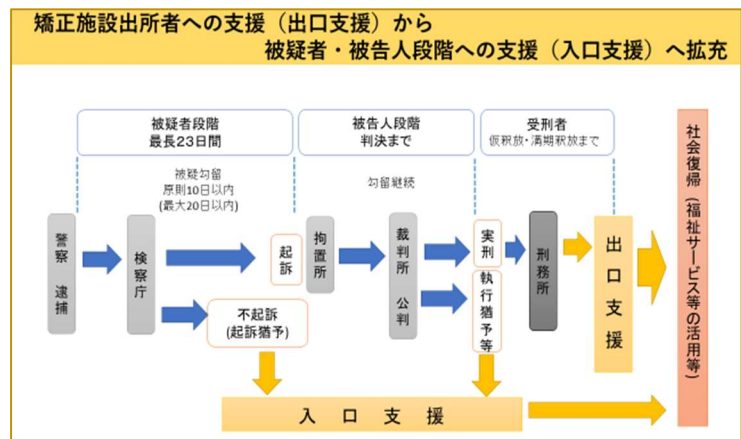 矯正施設出所者への支援（出口支援）から
被疑者・被告人段階への支援（入口支援）へ拡充
被疑者段階
最長23日間
被告人段階
判決まで
受刑者
仮釈放・満期釈放まで
被疑勾留
原則10日以内
(最大20日以内)
勾留継続
警察　逮捕
検察庁
起訴
拘置所
裁判所　公判
実刑
執行猶予等
刑務所
出口支援
社会復帰（福祉サービス等の活用等）
不起訴
(起訴猶予)
入口支援